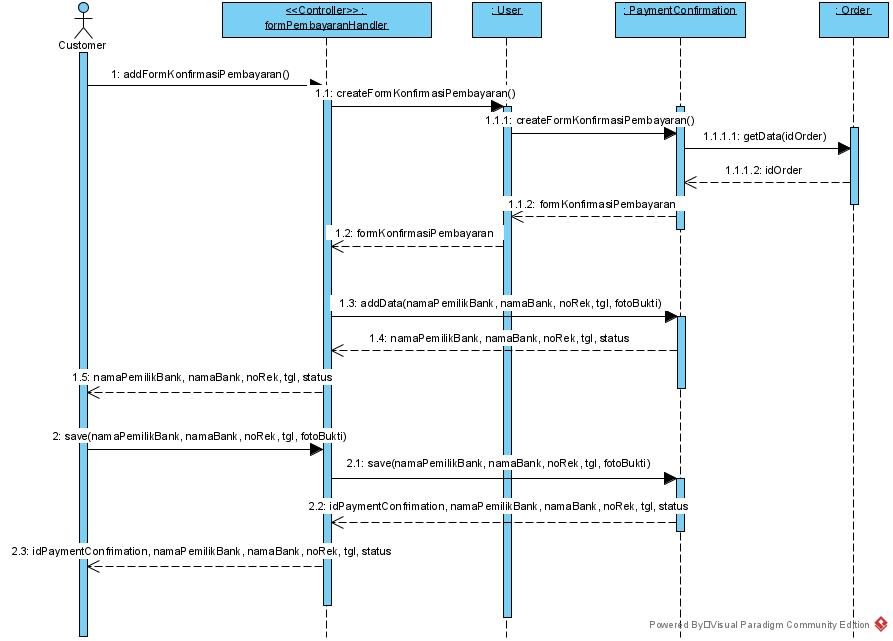 <<Controller>> :
formPembayaranHandler
: User
: PaymentConfirmation
: Order
Customer
1: addFormKonfirmasiPembayaran()
1.1: createFormKonfirmasiPembayaran()
1.1.1: createFormKonfirmasiPembayaran()
1.1.1.1: getData(idOrder)
1.1.1.2: idOrder
1.1.2: formKonfirmasiPembayaran
1.2: formKonfirmasiPembayaran
1.3: addData(namaPemilikBank, namaBank, noRek, tgl, fotoBukti)
1.4: namaPemilikBank, namaBank, noRek, tgl, status
1.5: namaPemilikBank, namaBank, noRek, tgl, status
2: save(namaPemilikBank, namaBank, noRek, tgl, fotoBukti)
2.1: save(namaPemilikBank, namaBank, noRek, tgl, fotoBukti)
2.2: idPaymentConfrimation, namaPemilikBank, namaBank, noRek, tgl, status
2.3: idPaymentConfrimation, namaPemilikBank, namaBank, noRek, tgl, status
Powered By Visual Paradigm Community Edition